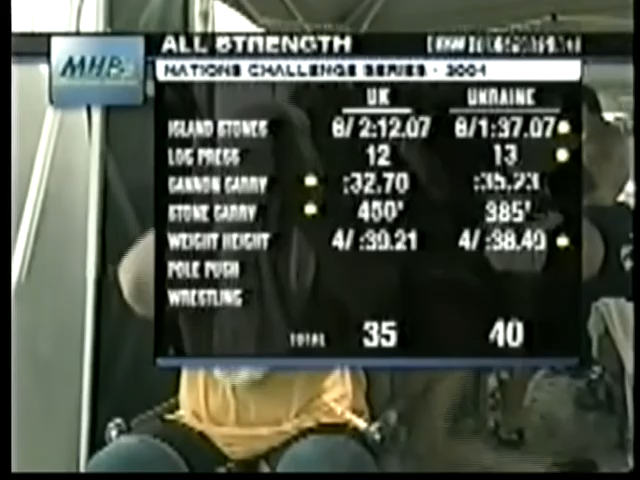 MHP
ALL STRENGTH
NATIONS CHALLENGE SERIES - 2004
UK UKRAINE
ISLAND STONES 6/ 2:12.07 6/1:37.07
LOG PRESS 12 13
CANNON CARRY :32.70 :35.23
STONE CARRY 450' 385'
WEIGHT HEIGHT 4/ :39.21 4/ :38.49
POLE PUSH
WRESTLING
TOTAL 35 40